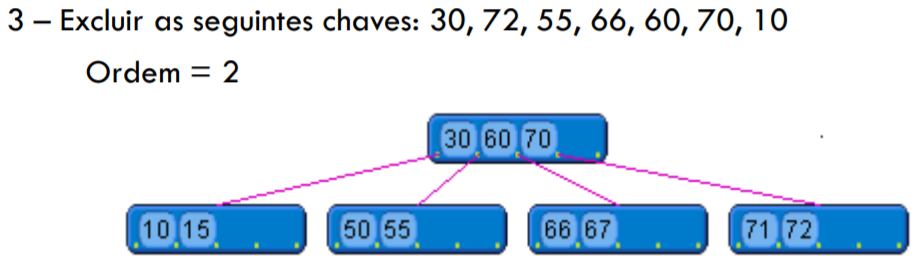 3 – Excluir as seguintes chaves: 30, 72, 55, 66, 60, 70, 10
Ordem = 2
30 60 70
10 15 50 55 66 67 71 72